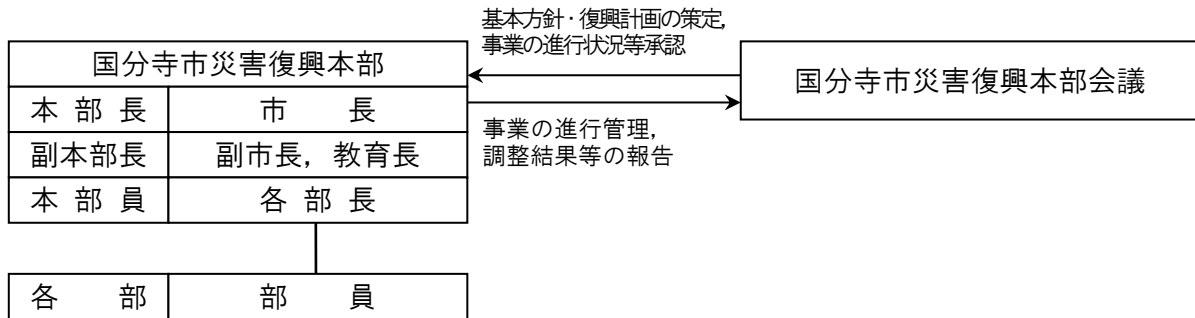 基本方針・復興計画の策定,
事業の進行状況等承認
国分寺市災害復興本部
国分寺市災害復興本部会議
本部長 市長
事業の進行管理,
調整結果等の報告
副本部長 副市長，教育長
本部員 各部長
各部 部員